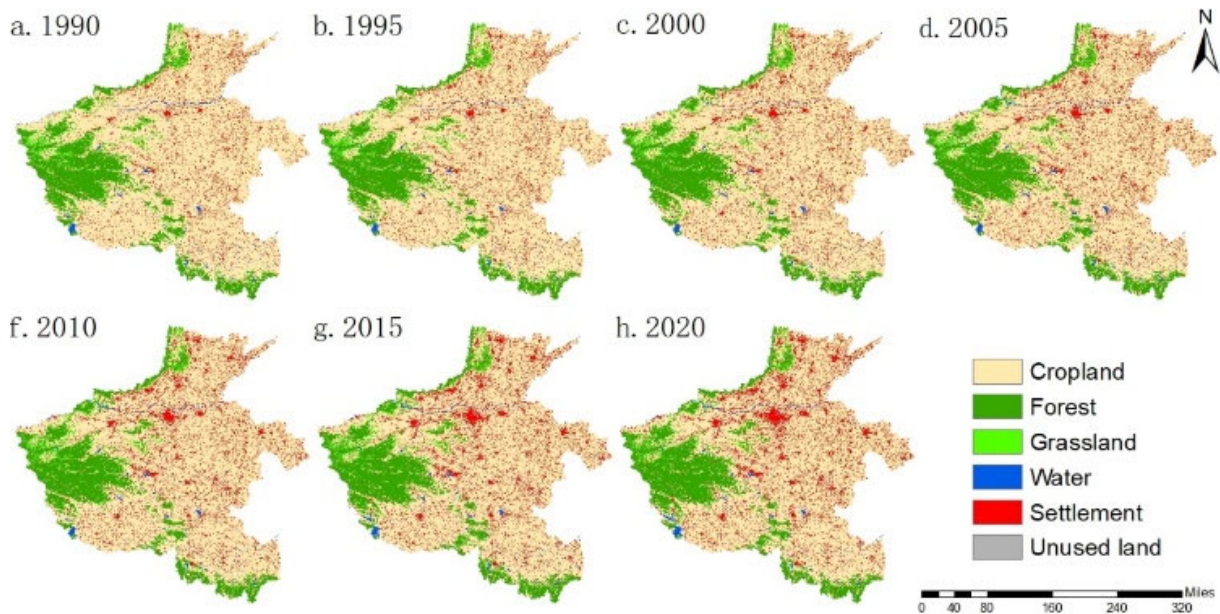 a. 1990
b. 1995
c. 2000
d. 2005
N
f. 2010
g. 2015
h. 2020
Cropland
Forest
Grassland
Water
Settlement
Unused land
Miles
0 20 40 80 160 240 320